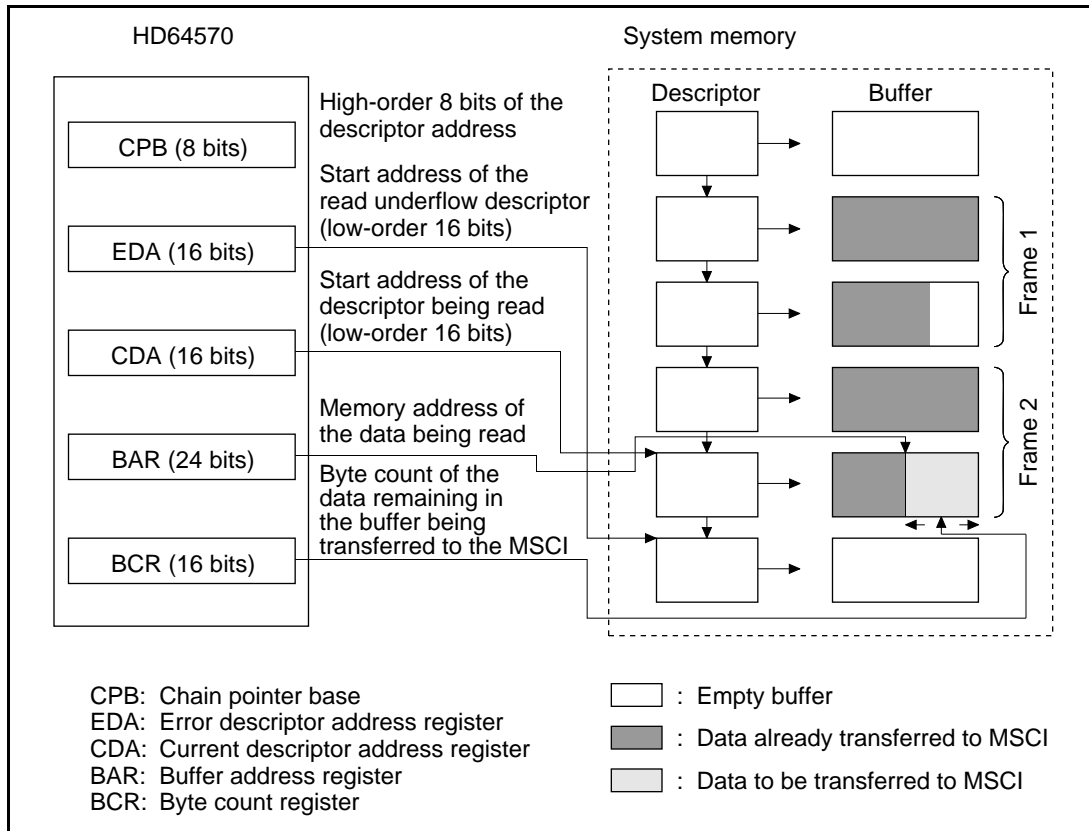 HD64570
System memory
CPB (8 bits)
EDA (16 bits)
CDA (16 bits)
BAR (24 bits)
BCR (16 bits)
High-order 8 bits of the
descriptor address
Start address of the
read underflow descriptor
(low-order 16 bits)
Start address of the
descriptor being read
(low-order 16 bits)
Memory address of
the data being read
Byte count of the
data remaining in
the buffer being
transferred to the MSCI
Descriptor
Buffer
Frame 1
Frame 2
CPB: Chain pointer base
EDA: Error descriptor address register
CDA: Current descriptor address register
BAR: Buffer address register
BCR: Byte count register
: Empty buffer
: Data already transferred to MSCI
: Data to be transferred to MSCI